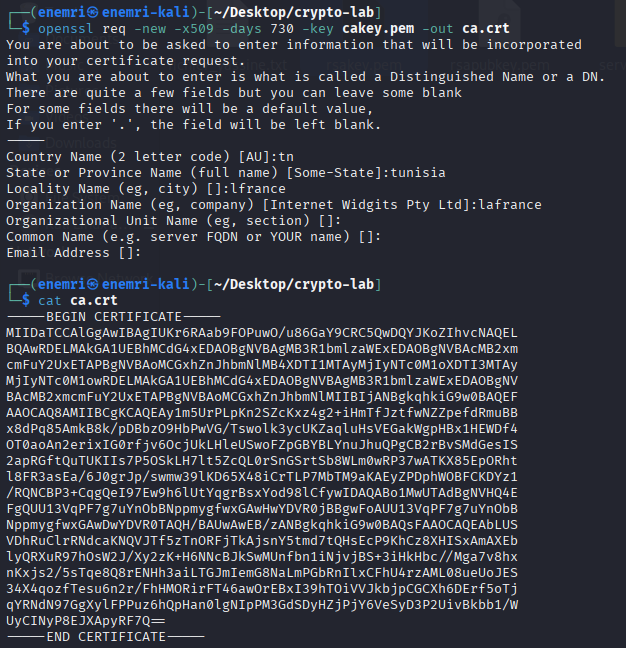 ┌──(enemri㉿enemri-kali)-[~/Desktop/crypto-lab]
└─$ openssl req -new -x509 -days 730 -key cakey.pem -out ca.crt
You are about to be asked to enter information that will be incorporated
into your certificate request.
What you are about to enter is what is called a Distinguished Name or a DN.
There are quite a few fields but you can leave some blank
For some fields there will be a default value,
If you enter '.', the field will be left blank.
-----
Country Name (2 letter code) [AU]:tn
State or Province Name (full name) [Some-State]:tunisia
Locality Name (eg, city) []:lfrance
Organization Name (eg, company) [Internet Widgits Pty Ltd]:lafrance
Organizational Unit Name (eg, section) []:
Common Name (e.g. server FQDN or YOUR name) []:
Email Address []:
┌──(enemri㉿enemri-kali)-[~/Desktop/crypto-lab]
└─$ cat ca.crt
-----BEGIN CERTIFICATE-----
MIIDaTCCAlGgAwIBAgIUKr6RAab9FOPuwO/u86GaY9CRC5QwDQYJKoZIhvcNAQEL
BQAwRDELMAkGA1UEBhMCdG4xEDAOBgNVBAgMB3R1bmlzaWExEDAOBgNVBAcMB2xm
cmFuY2UxETAPBgNVBAoMCGxhZnJhbmNlMB4XDTI1MTAyMjIyNTc0M1oXDTI3MTAy
MjIyNTc0M1owRDELMAkGA1UEBhMCdG4xEDAOBgNVBAgMB3R1bmlzaWExEDAOBgNV
BAcMB2xmcmFuY2UxETAPBgNVBAoMCGxhZnJhbmNlMIIBIjANBgkqhkiG9w0BAQEF
AAOCAQ8AMIIBCgKCAQEAy1m5UrPLpKn2SZcKxz4g2+iHmTfJztfwNZZpefdRmuBB
x8dPq85AmkB8k/pDBbzO9HbPwVG/Tswolk3ycUKZaqluHsVEGakWgpHBx1HEWDf4
OT0aoAn2erixIG0rfjv6OcjUkLHleUSwoFZpGBYBLYnuJhuQPgCB2rBvSMdGesIS
2apRGftQuTUKIIs7P5OSkLH7lt5ZcQL0rSnGSrtSb8WLm0wRP37wATKX85EpORht
l8FR3asEa/6J0grJp/swmw39lKD65X48iCrTLP7MbTM9aKAEyZPDphWOBFCKDYz1
/RQNCBP3+CqgQeI97Ew9h6lUtYqgrBsxYod98lCfywIDAQABo1MwUTAdBgNVHQ4E
FgQUU13VqPF7g7uYnObBNppmygfwxGAwHwYDVR0jBBgwFoAUU13VqPF7g7uYnObB
NppmygfwxGAwDwYDVR0TAQH/BAUwAwEB/zANBgkqhkiG9w0BAQsFAAOCAQEAbLUS
VDhRuClrRNdcaKNQVJTf5zTnORFjTkAjsnY5tmd7tQHsEcP9KhCz8XHISxAmAXEb
lyQRXuR97hOsW2J/Xy2zK+H6NNcBJkSwMUnfbn1iNjvjBS+3iHkHbc//Mga7v8hx
nKxjs2/5sTqe8Q8rENHh3aiLTGJmIemG8NaLmPGbRnIlxCFhU4rzAML08ueUoJES
34X4qozfTesu6n2r/FhHMORirFT46awOrEBxI39hTOiVVJkbjpCGCXh6DErf5oTj
qYRNdN97GgXylFPPuz6hQpHan0lgNIpPM3GdSDyHZjPjY6VeSyD3P2UivBkbb1/W
UyCINyP8EJXApyRF7Q==
-----END CERTIFICATE-----